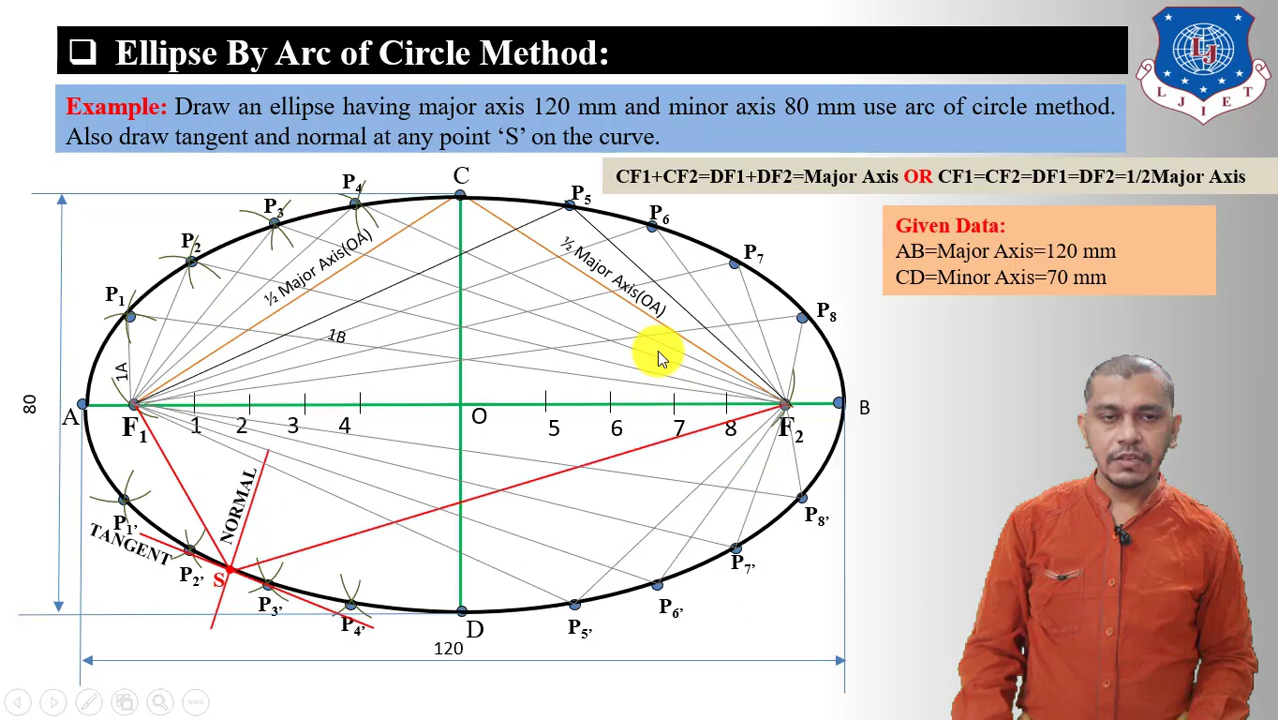 ❑ Ellipse By Arc of Circle Method:
Example: Draw an ellipse having major axis 120 mm and minor axis 80 mm use arc of circle method.
Also draw tangent and normal at any point ‘S’ on the curve.
LJIET
CF1+CF2=DF1+DF2=Major Axis OR CF1=CF2=DF1=DF2=1/2Major Axis
Given Data:
AB=Major Axis=120 mm
CD=Minor Axis=70 mm
C
P4
P5
P3
P6
P2
P7
½ Major Axis(OA)
½ Major Axis(OA)
P1
P8
1B
1A
80
A
F1
1
2
3
4
O
5
6
7
8
F2
B
NORMAL
P1’
TANGENT
P8’
P2’
S
P7’
P3’
P6’
P4’
D
P5’
120